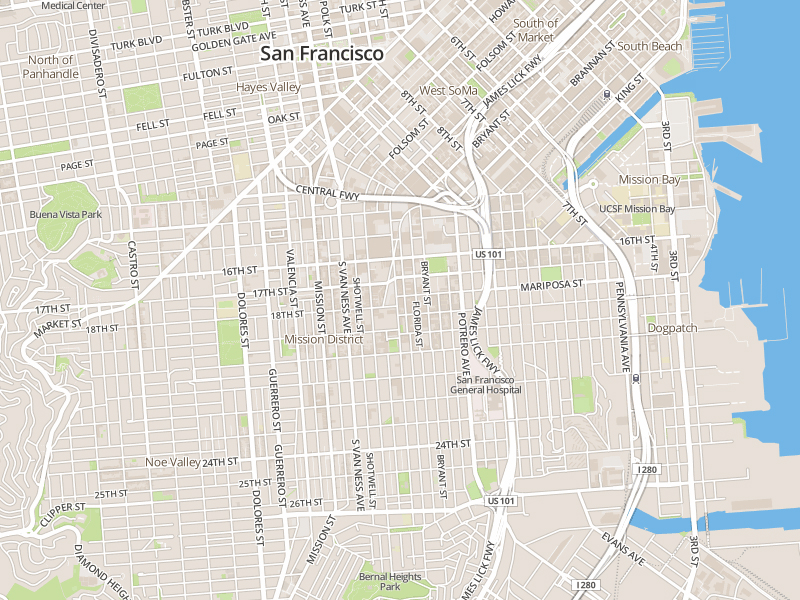 Medical Center
DIVISADERO ST
TURK BLVD
TURK BLVD
GOLDEN GATE AVE
TURK ST
POLK ST
HOWA
South of
Market
6TH ST
FOLSOM ST
San Francisco
North of
Panhandle
FULTON ST
Hayes Valley
West SoMa
JAMES LICK FWY
BRANNAN ST
South Beach
KING ST
8TH ST
7TH ST
FELL ST
FELL ST
OAK ST
8TH ST
BRYANT ST
FOLSOM ST
3RD ST
PAGE ST
PAGE ST
Mission Bay
CENTRAL FWY
Buena Vista Park
UCSF Mission Bay
7TH ST
CASTRO ST
VALENCIA ST
16TH ST
4TH ST
3RD ST
US 101
16TH ST
S VAN NESS AVE
SHOTWELL ST
BRYANT ST
MARIPOSA ST
17TH ST
MISSION ST
PENNSYLVANIA AVE
17TH ST
DOLORES ST
FLORIDA ST
MARKET ST
18TH ST
18TH ST
POTRERO AVE
JAMES LICK FWY
Dogpatch
Mission District
GUERRERO ST
San Francisco
General Hospital
24TH ST
Noe Valley
24TH ST
GUERRERO ST
S VAN NESS AVE
SHOTWELL ST
BRYANT ST
I 280
25TH ST
25TH ST
DOLORES ST
26TH ST
US 101
CLIPPER ST
MISSION ST
3RD ST
EVANS AVE
DIAMOND HEIGH
Bernal Heights
Park
MES LICK FWY
I 280